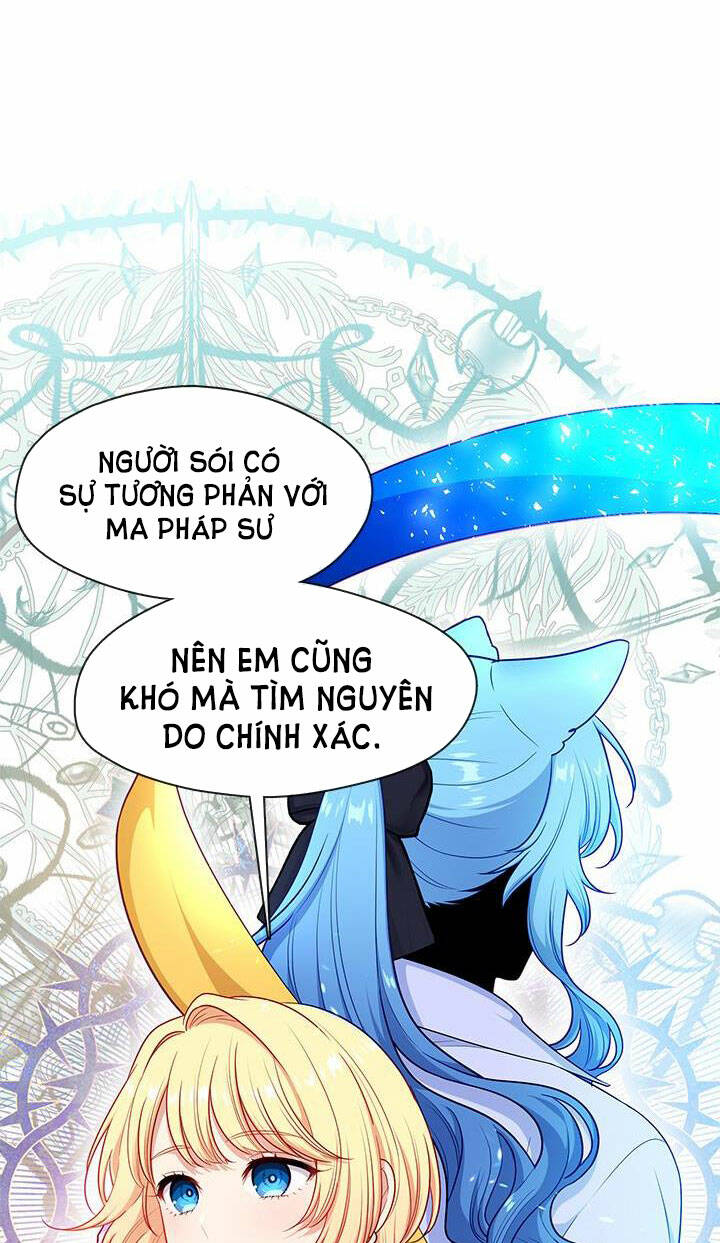 NGƯỜI SÓI CÓ
SỰ TƯƠNG PHẢN VỚI
MA PHÁP SƯ
NÊN EM CŨNG
KHÓ MÀ TÌM NGUYÊN
DO CHÍNH XÁC.